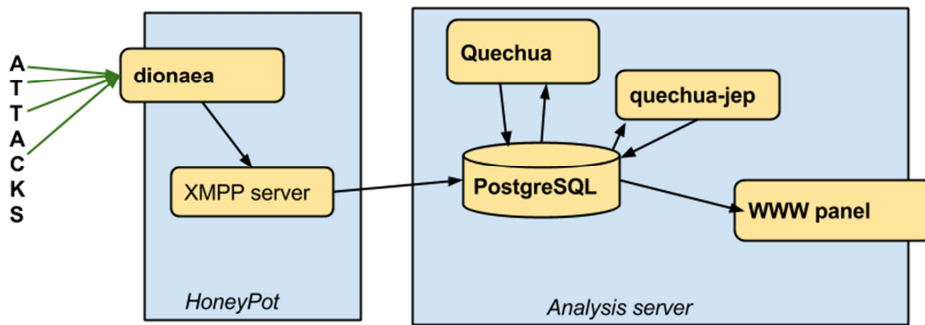 A
T
T
A
C
K
S
dionaea
XMPP server
HoneyPot
Quechua
quechua-jep
PostgreSQL
WWW panel
Analysis server